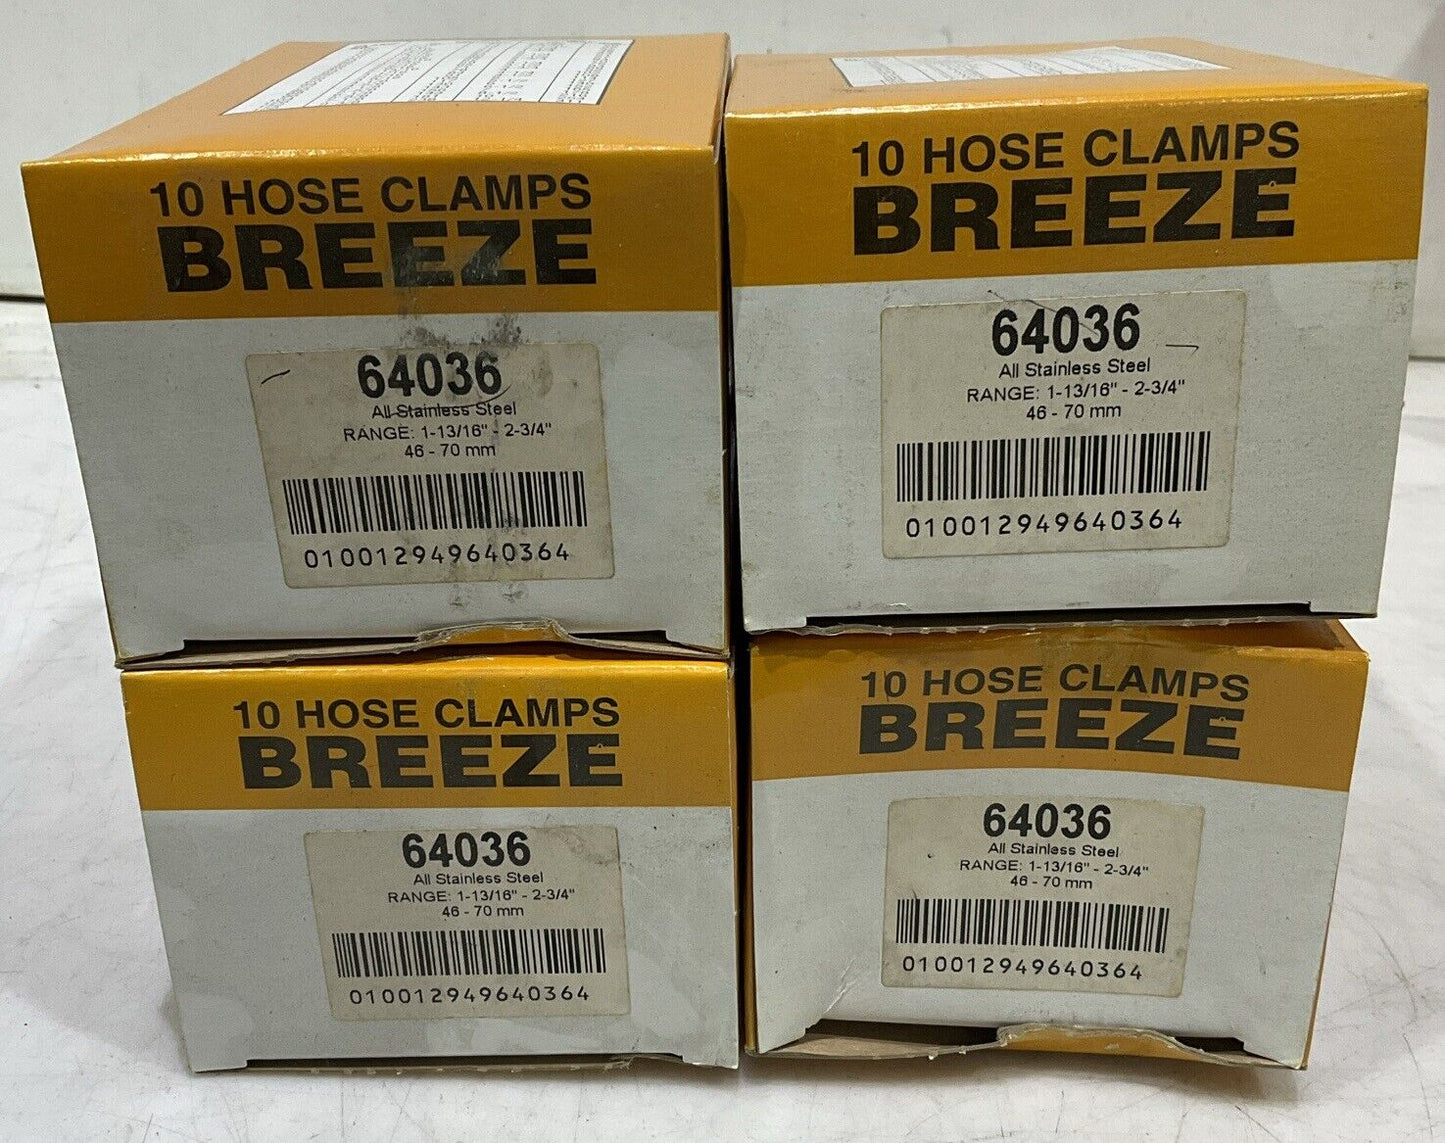 10 HOSE CLAMPS
BREEZE
64036
All Stainless Steel
RANGE: 1-13/16" - 2-3/4"
46 - 70 mm
010012949640364
10 HOSE CLAMPS
BREEZE
64036
All Stainless Steel
RANGE: 1-13/16" - 2-3/4"
46 - 70 mm
010012949640364
10 HOSE CLAMPS
BREEZE
64036
All Stainless Steel
RANGE: 1-13/16" - 2-3/4"
46 - 70 mm
010012949640364
10 HOSE CLAMPS
BREEZE
64036
All Stainless Steel
RANGE: 1-13/16" - 2-3/4"
46 - 70 mm
010012949640364